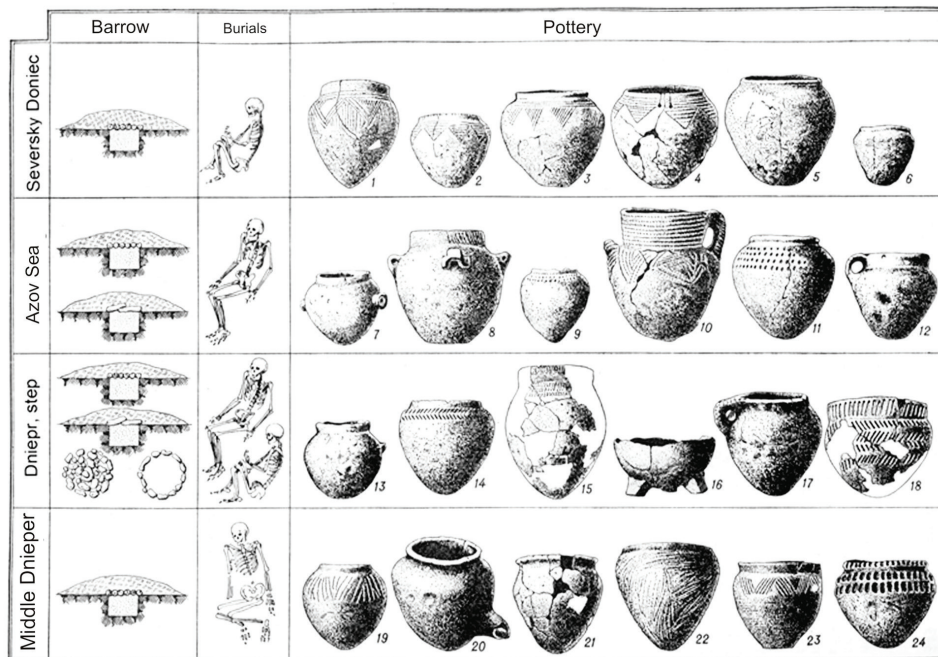 Barrow Burials Pottery
Seversky Doniec
1 2 3 4 5 6
Azov Sea
7 8 9 10 11 12
Dniepr, step
13 14 15 16 17 18
Middle Dnieper
19 20 21 22 23 24